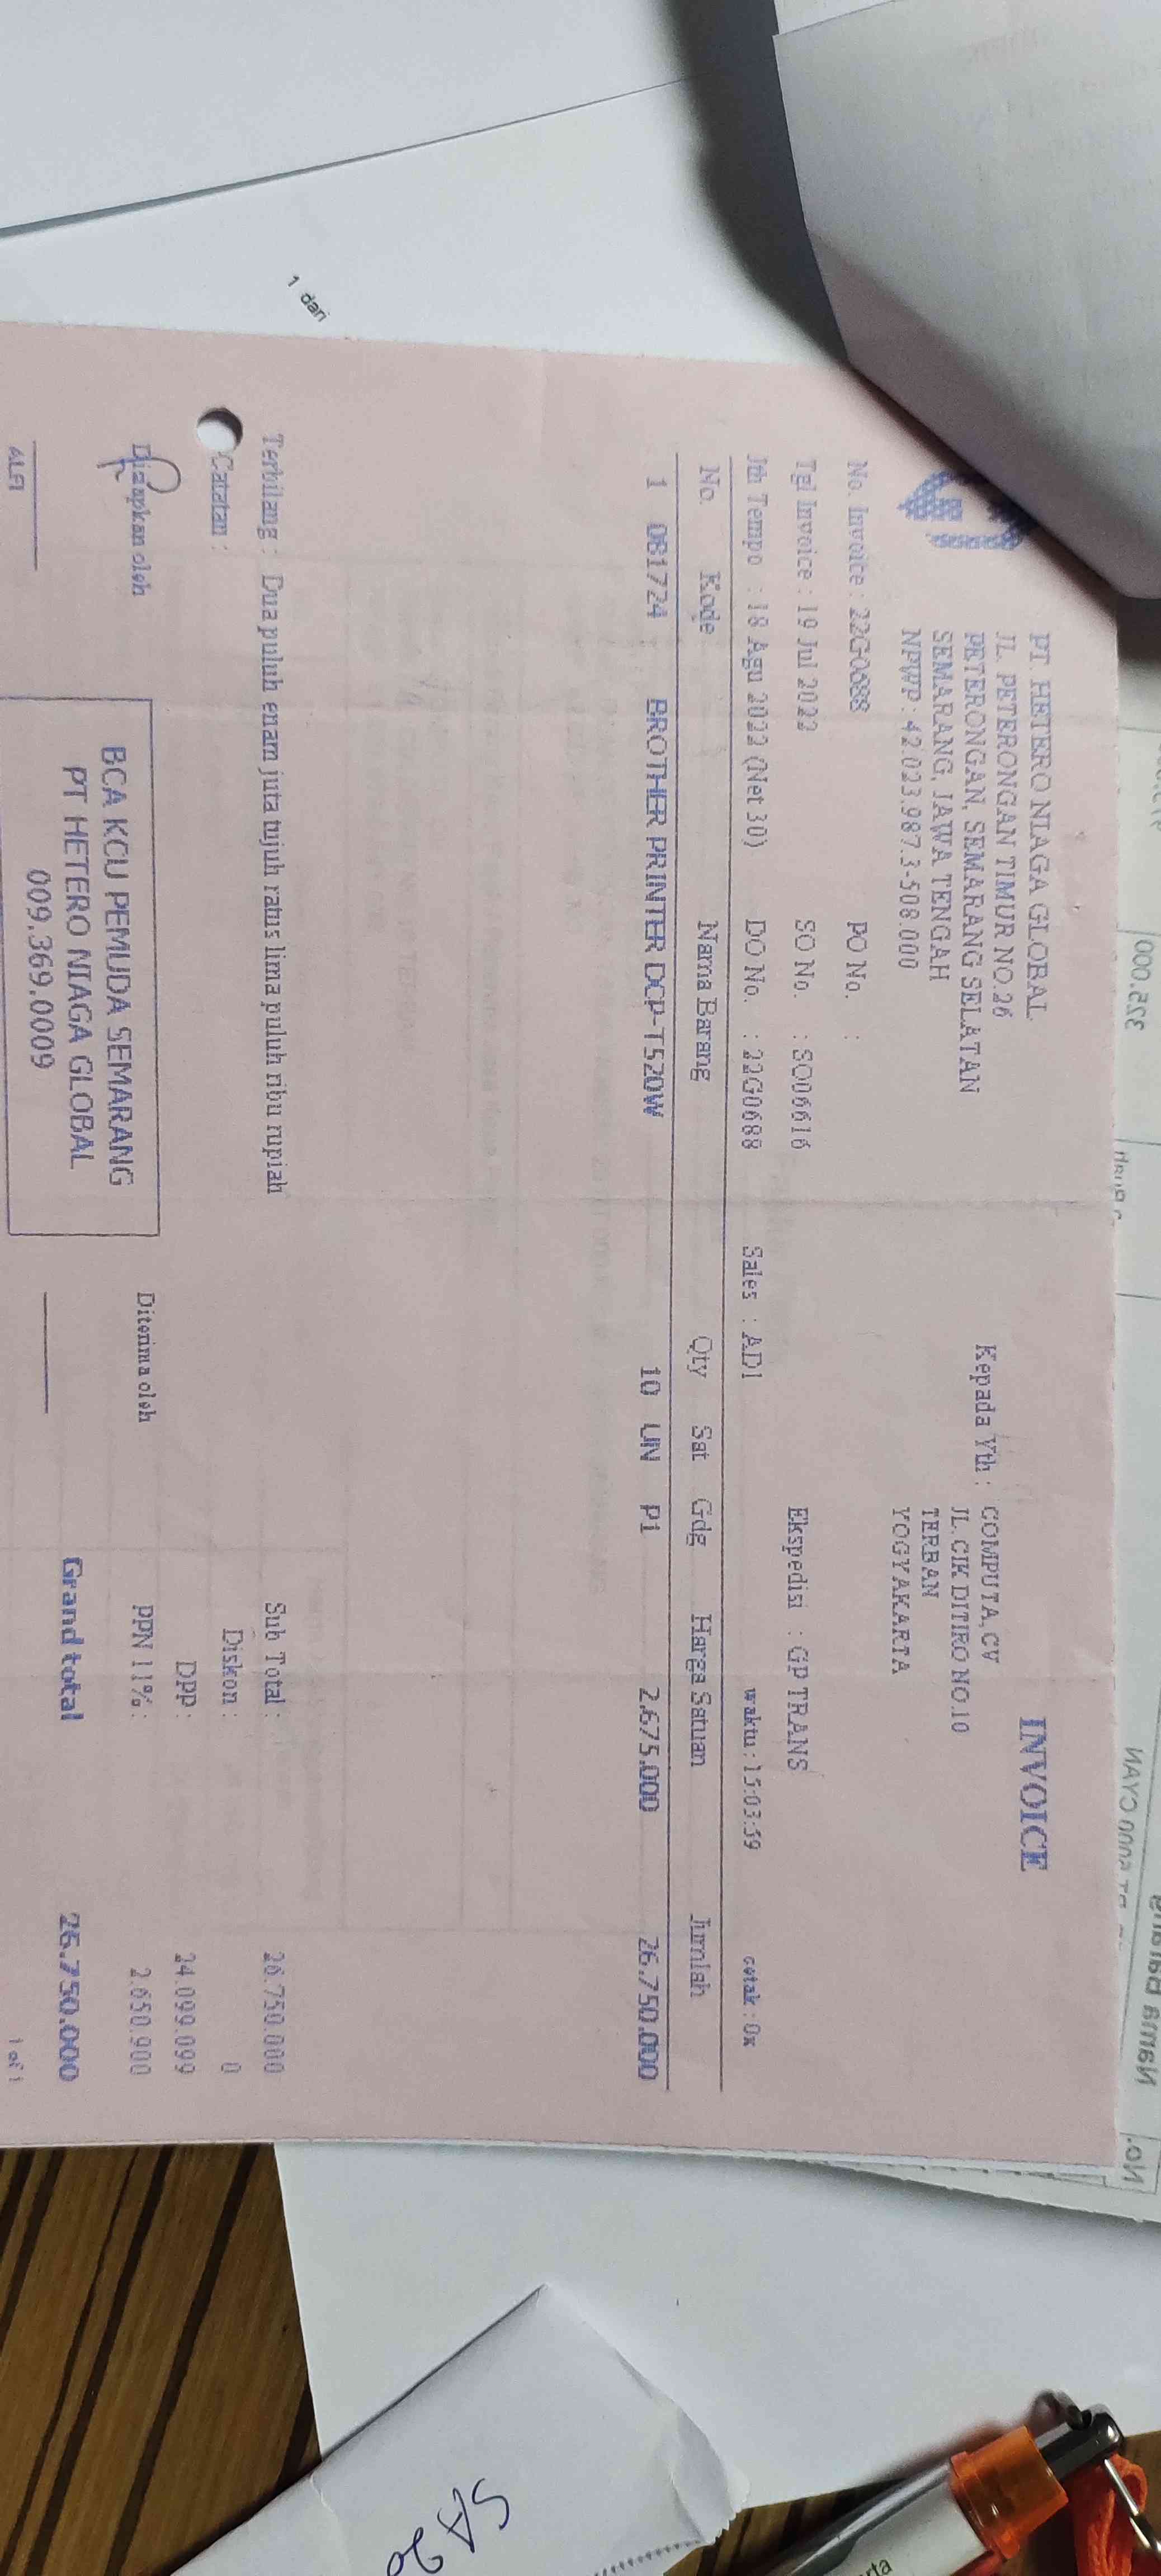 INVOICE
PT. HETERO NIAGA GLOBAL
JL. PETERONGAN TIMUR NO.26
PETERONGAN, SEMARANG SELATAN
SEMARANG, JAWA TENGAH
NPWP : 42.023.987.3-508.000
Kepada Yth : COMPUTA, CV
JL. CIK DITIRO NO.10
TERBAN
YOGYAKARTA
No. Invoice : 22G0688 PO No. :
Tgl Invoice : 19 Jul 2022 SO No. : SO06616 Ekspedisi : GP TRANS
Jth Tempo : 18 Agu 2022 (Net 30) DO No. : 22G0688 Sales : ADI waktu : 15:03:59 cetak : 0x
No. Kode Nama Barang Qty Sat Gdg Harga Satuan Jumlah
1 081724 BROTHER PRINTER DCP-T520W 10 UN P1 2.675.000 26.750.000
Terbilang : Dua puluh enam juta tujuh ratus lima puluh ribu rupiah
Sub Total : 26.750.000
Catatan :
Diskon : 0
DPP : 24.099.099
Disiapkan oleh
Diterima oleh
PPN 11% : 2.650.900
BCA KCU PEMUDA SEMARANG
PT HETERO NIAGA GLOBAL
009.369.0009
Grand total 26.750.000
ALFI
1 of 1
1 dari
325.000
Nama Barang
No.
SA 20
rta